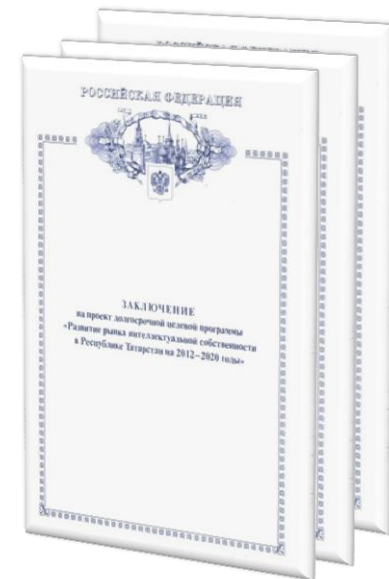 РОССИЙСКАЯ ФЕДЕРАЦИЯ
ЗАКЛЮЧЕНИЕ
на проект долгосрочной целевой программы
«Развитие рынка интеллектуальной собственности
в Республике Татарстан на 2012–2020 годы»